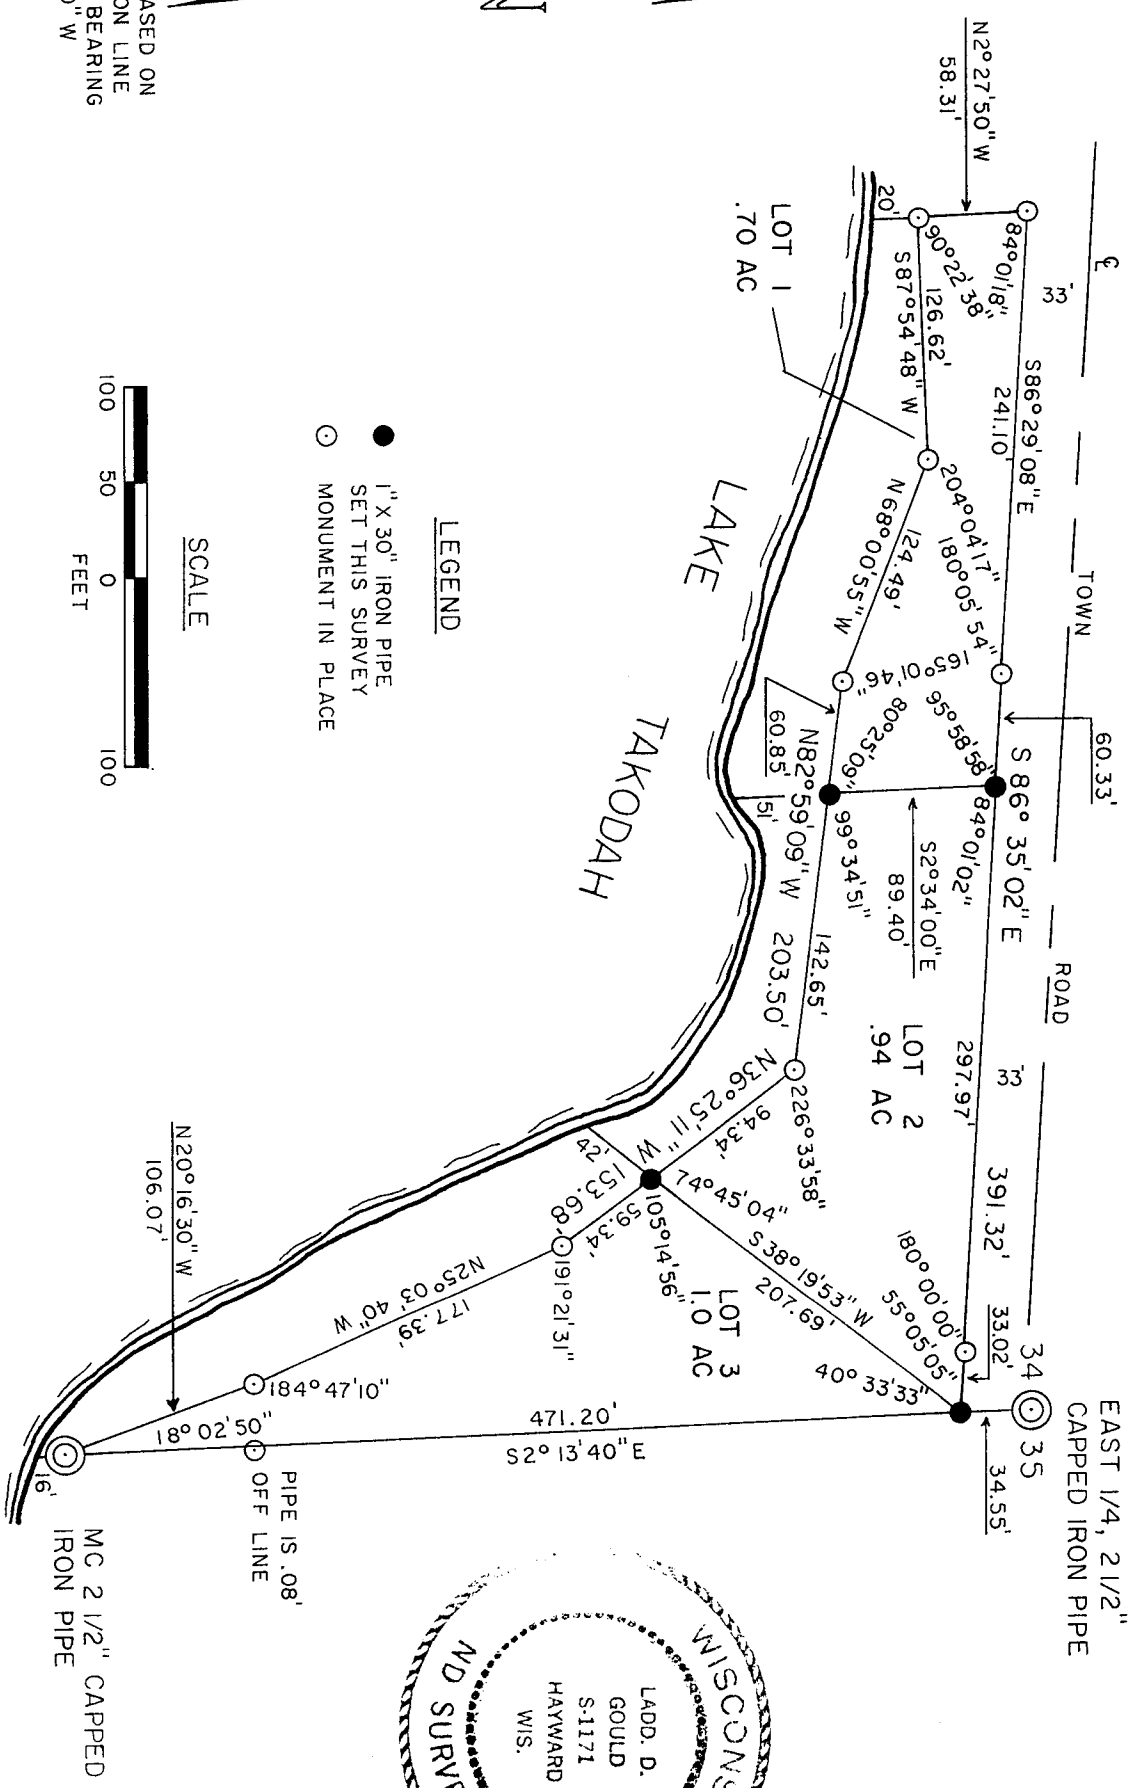 EAST 1/4, 2 1/2"
CAPPED IRON PIPE
34
35
34.55'
33.02'
TOWN
ROAD
33'
33'
60.33'
N2°27'50"W
58.31'
20'
84°01'18"
90°22'38"
S86°29'08"E
241.10'
126.62'
S87°54'48"W
204°04'17"
180°05'54"
124.49'
N68°00'55"W
165°01'46"
80°25'09"
95°58'58"
84°01'02"
99°34'51"
S2°34'00"E
89.40'
S 86° 35'02"E
297.97'
391.32'
LOT 1
.70 AC
60.85'
N82°59'09"W
203.50'
142.65'
51'
LOT 2
.94 AC
226°33'58"
N36°25'11"W
153.68'
94.34'
59.34'
42'
74°45'04"
105°14'56"
S38°19'53"W
207.69'
180°00'00"
55°05'05"
40°33'33"
LOT 3
1.0 AC
191°21'31"
N25°03'40"W
177.39'
184°47'10"
18°02'50"
471.20'
S2°13'40"E
N20°16'30"W
106.07'
16'
PIPE IS .08'
OFF LINE
MC 2 1/2" CAPPED
IRON PIPE
LAKE
TAKODAH
LEGEND
1" X 30" IRON PIPE
SET THIS SURVEY
MONUMENT IN PLACE
SCALE
100 50 0 100
FEET
N
ASED ON
ON LINE
BEARING
0"W
WISCONS
LADD. D.
GOULD
S-1171
HAYWARD
WIS.
ND SURVE